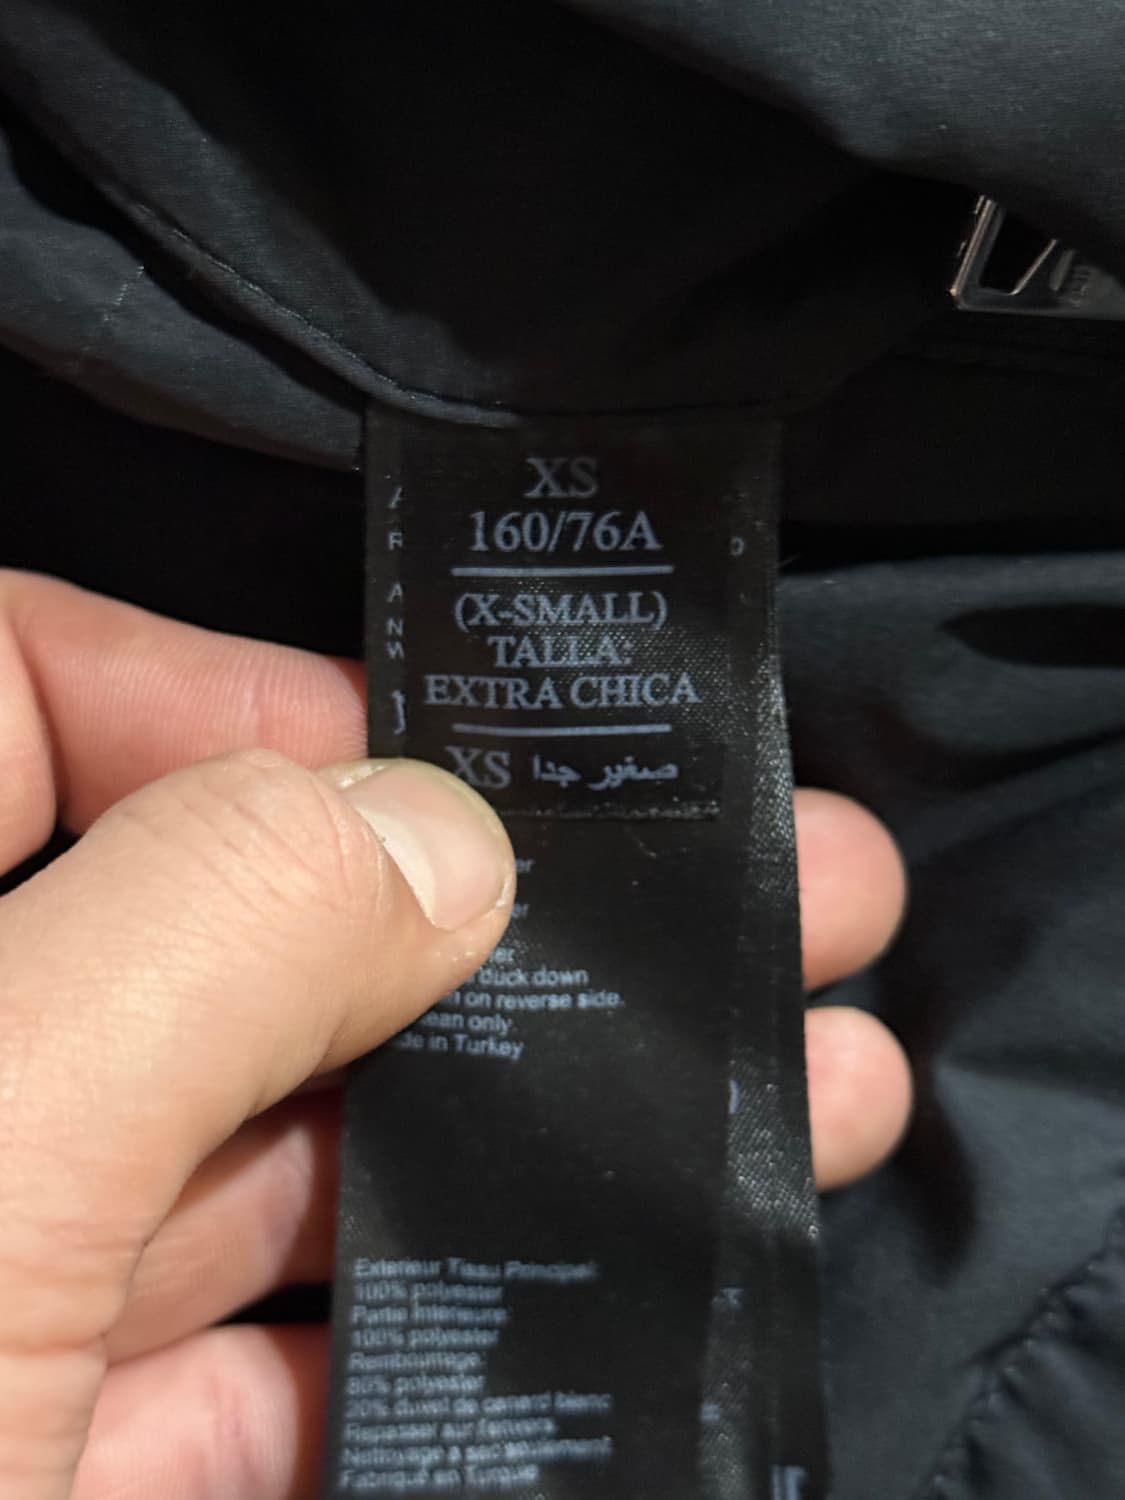 XS
160/76A
(X-SMALL)
TALLA:
EXTRA CHICA
XS صغير جدا
duck down
on reverse side.
only
in Turkey
Exterieur Tissu Principal:
100% polyester
Partie Interieure:
100% polyester
Rembourrage:
80% polyester
20% duvet de canard blanc
Repasser sur l'envers
Nettoyage à sec seulement
Fabriqué en Turquie